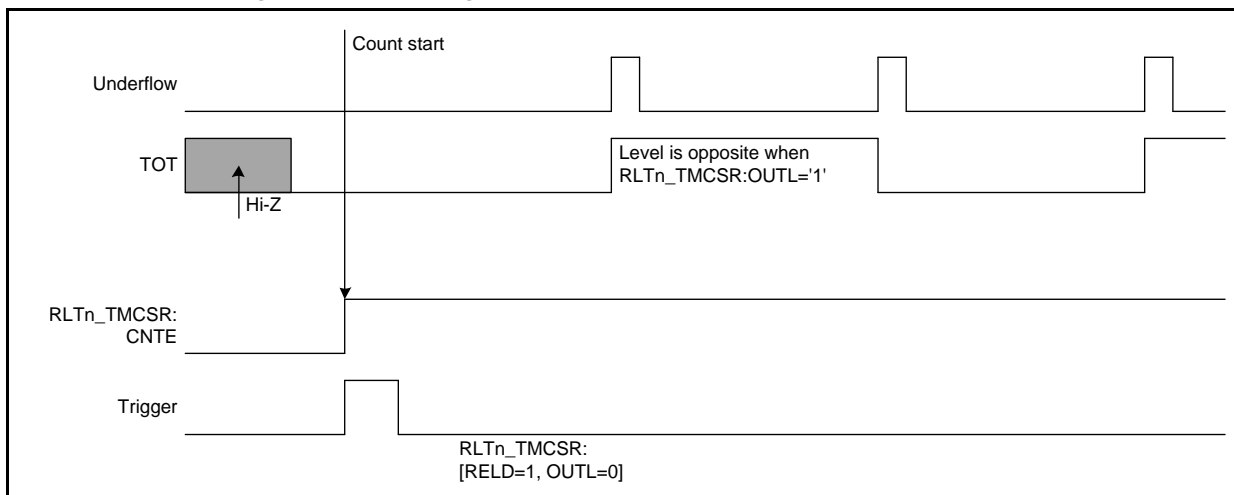 Count start
Underflow
TOT
Level is opposite when
RLTn_TMCSR:OUTL='1'
Hi-Z
RLTn_TMCSR:
CNTE
Trigger
RLTn_TMCSR:
[RELD=1, OUTL=0]